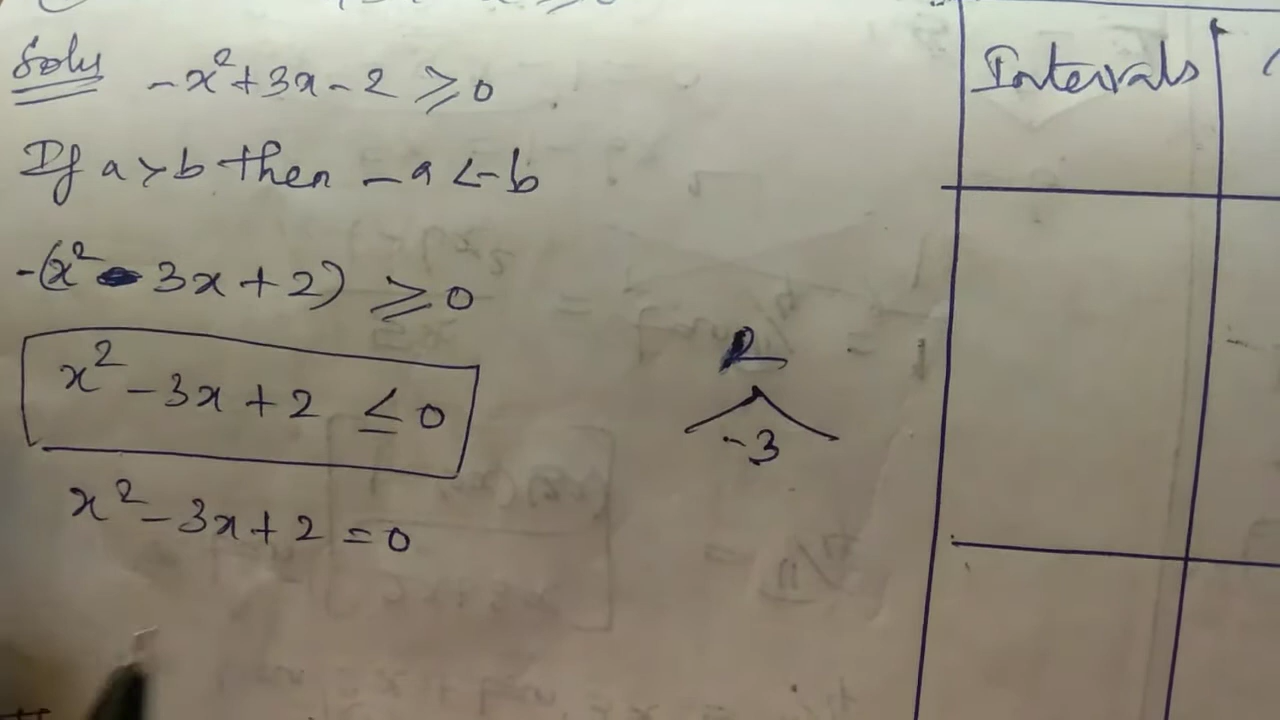 Soln -x²+3x-2 ≥ 0
If a>b then -a<-b
-(x² - 3x+2) ≥ 0
x² - 3x + 2 ≤ 0
x² - 3x + 2 = 0
2
-3
Intervals